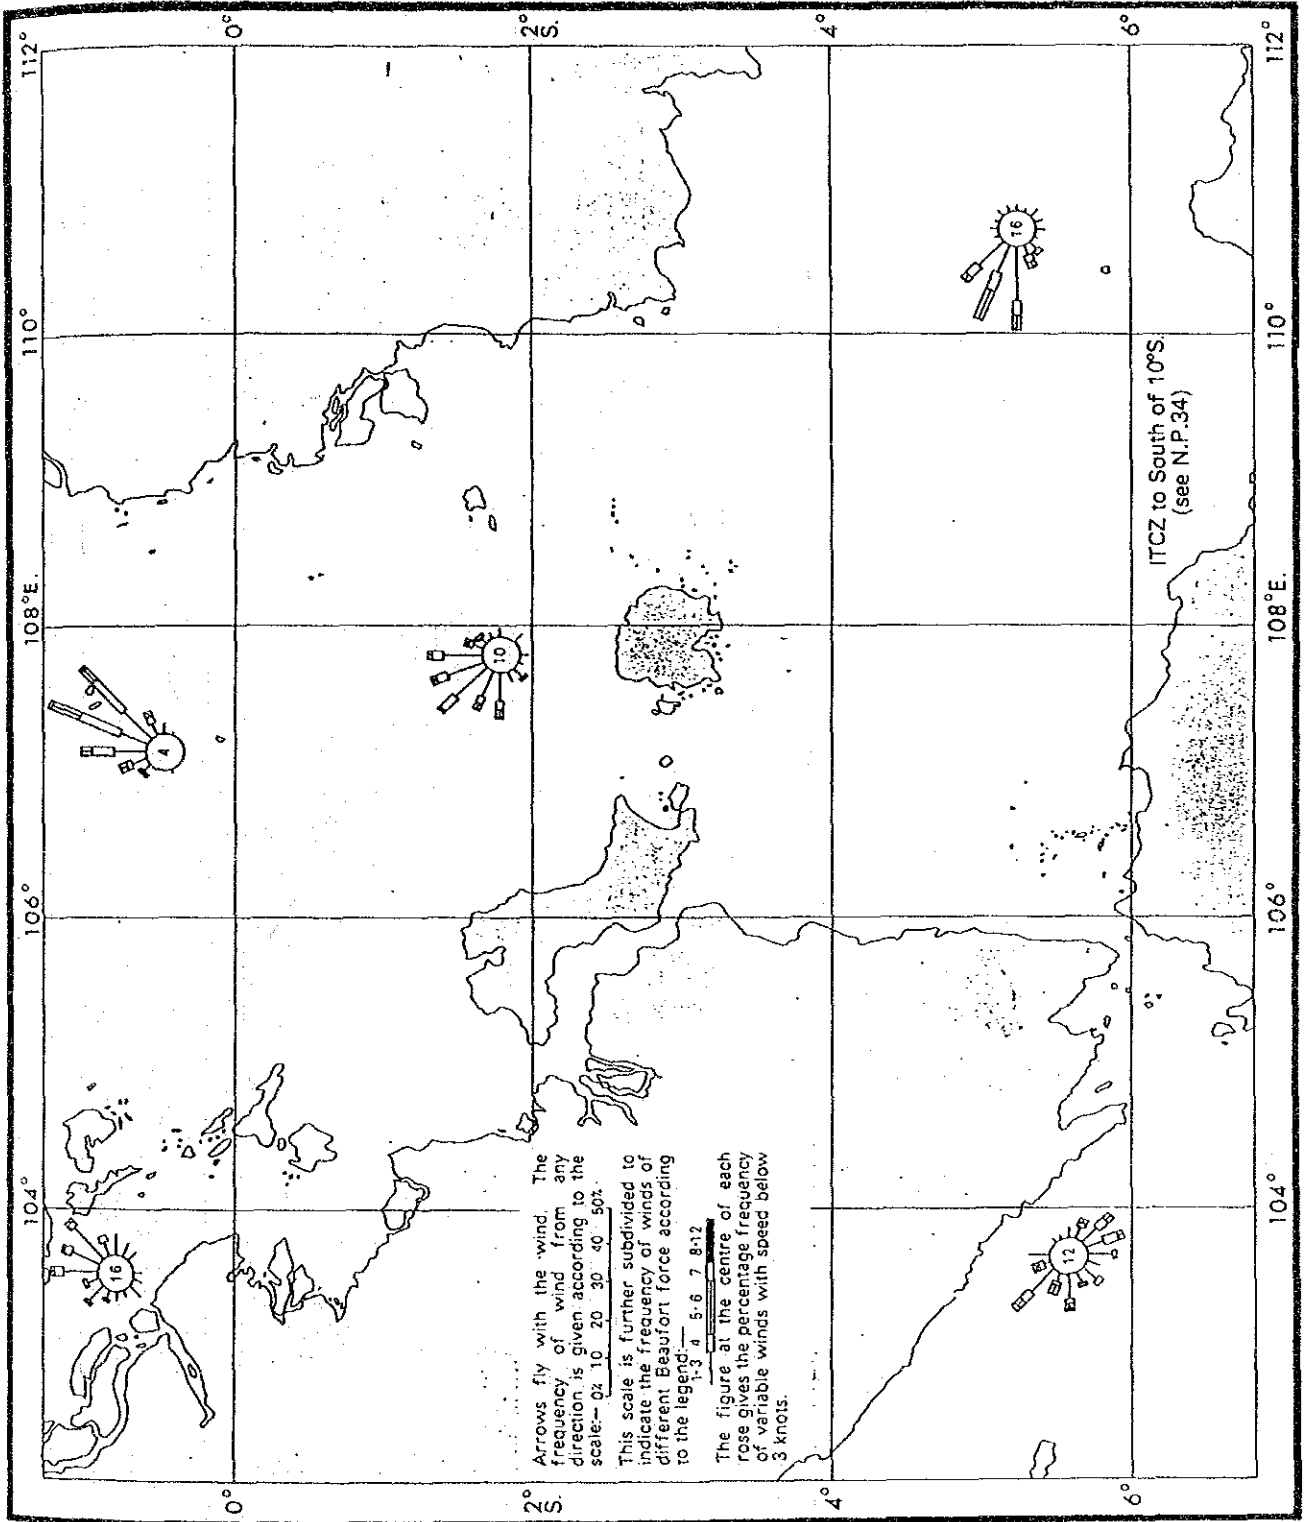 104°
106°
108°E.
110°
112°
0°
0°
16
4
10
2°
S.
2°
S.
Arrows fly with the wind. The
frequency of wind from any
direction is given according to the
scale:— 0% 10 20 30 40 50%
This scale is further subdivided to
indicate the frequency of winds of
different Beaufort force according
to the legend:—
1-3 4 5-6 7 8-12
The figure at the centre of each
rose gives the percentage frequency
of variable winds with speed below
3 knots.
4°
4°
16
12
6°
6°
ITCZ to South of 10°S.
(see N.P.34)
104°
106°
108°
110°
112°